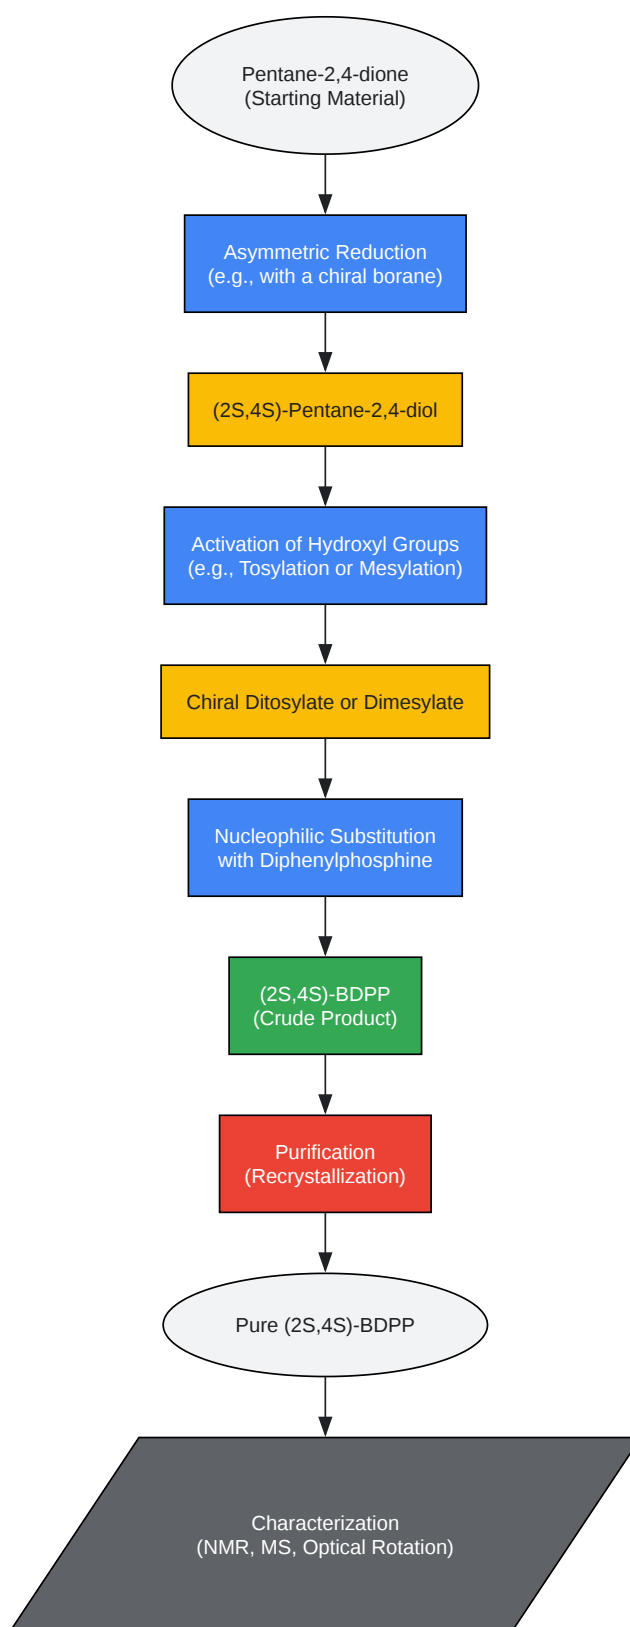 Pentane-2,4-dione
(Starting Material)
Asymmetric Reduction
(e.g., with a chiral borane)
(2S,4S)-Pentane-2,4-diol
Activation of Hydroxyl Groups
(e.g., Tosylation or Mesylation)
Chiral Ditosylate or Dimesylate
Nucleophilic Substitution
with Diphenylphosphine
(2S,4S)-BDPP
(Crude Product)
Purification
(Recrystallization)
Pure (2S,4S)-BDPP
Characterization
(NMR, MS, Optical Rotation)